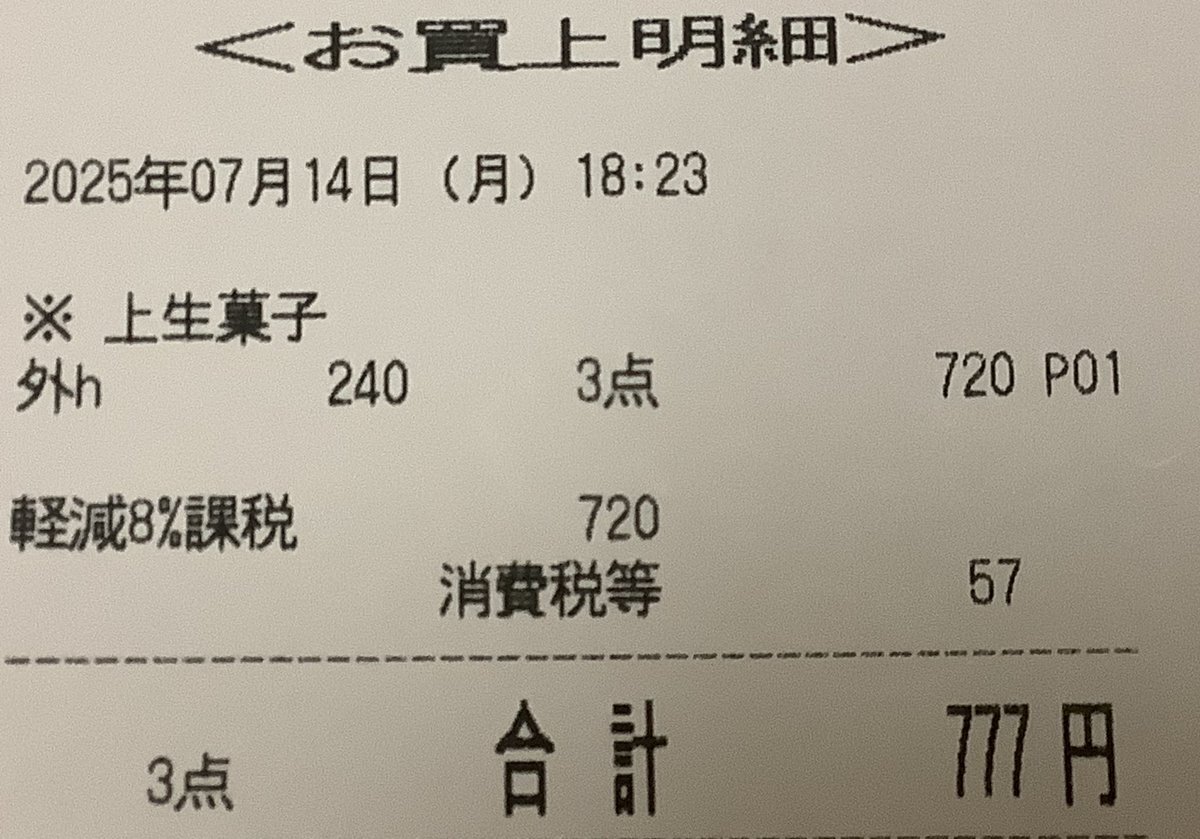 ＜お買上明細＞
2025年07月14日（月）18:23
※ 上生菓子
外h 240 3点 720 P01
軽減8%課税 720
消費税等 57
3点 合計 777円